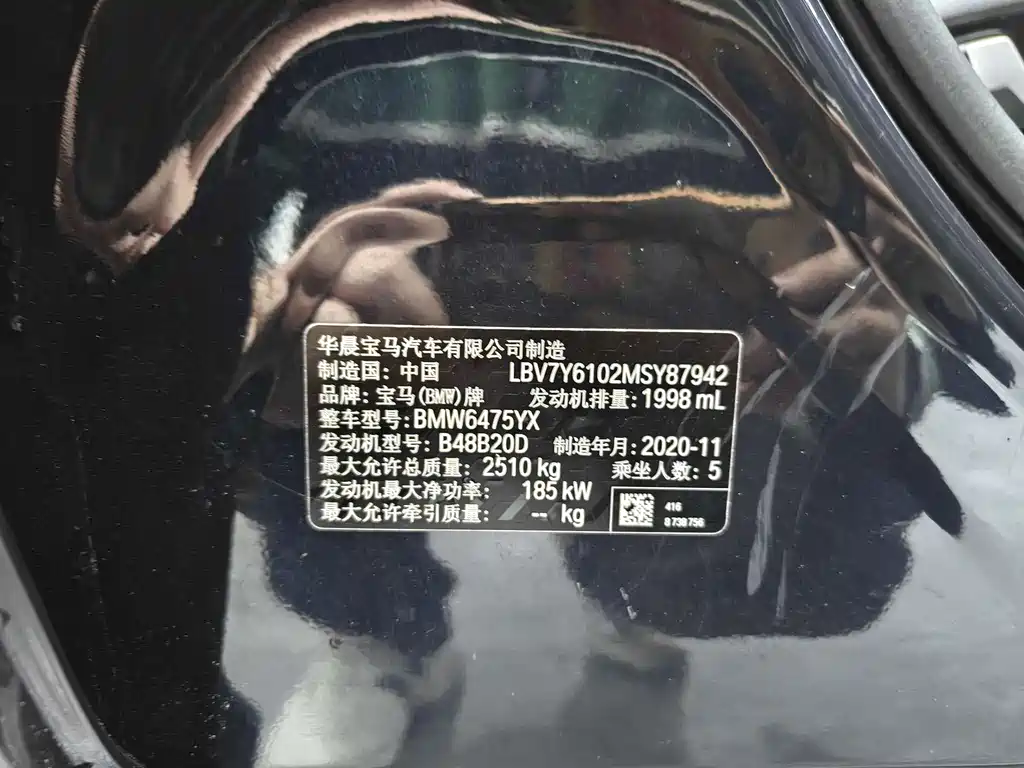 华晨宝马汽车有限公司制造
制造国: 中国 LBV7Y6102MSY87942
品牌: 宝马(BMW)牌 发动机排量: 1998 mL
整车型号: BMW6475YX
发动机型号: B48B20D 制造年月: 2020-11
最大允许总质量: 2510 kg 乘坐人数: 5
发动机最大净功率: 185 kW
最大允许牵引质量: -- kg
416
8738756